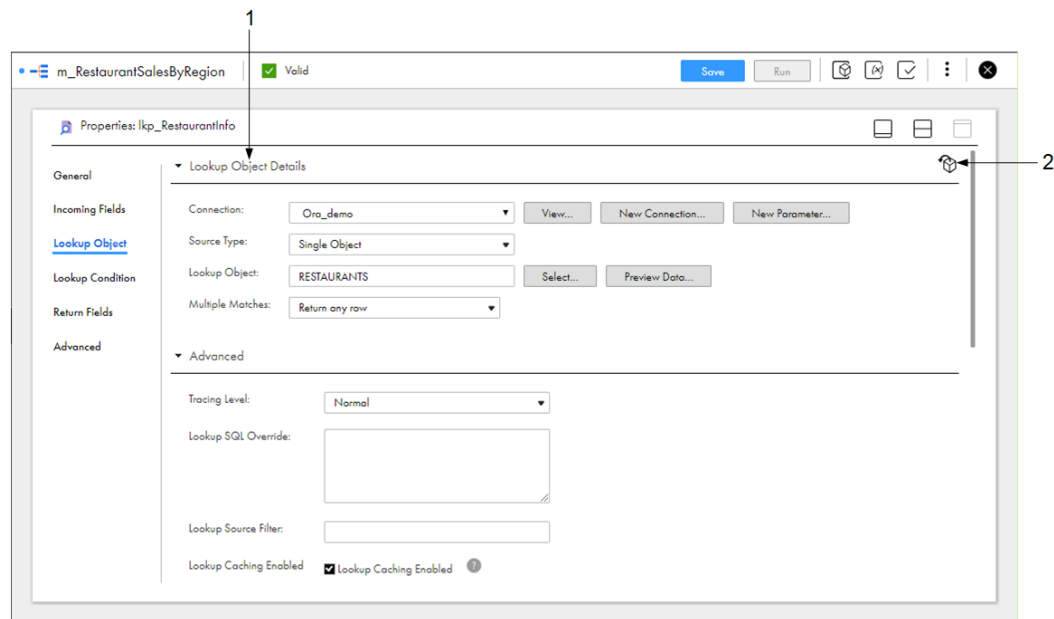 1
m_RestaurantSalesByRegion Valid Save Run
Properties: lkp_RestaurantInfo
Lookup Object Details 2
General
Connection: Ora_demo View... New Connection... New Parameter...
Incoming Fields
Source Type: Single Object
Lookup Object
Lookup Object: RESTAURANTS Select... Preview Data...
Lookup Condition
Multiple Matches: Return any row
Return Fields
Advanced
Advanced
Tracing Level: Normal
Lookup SQL Override:
Lookup Source Filter:
Lookup Caching Enabled Lookup Caching Enabled ?